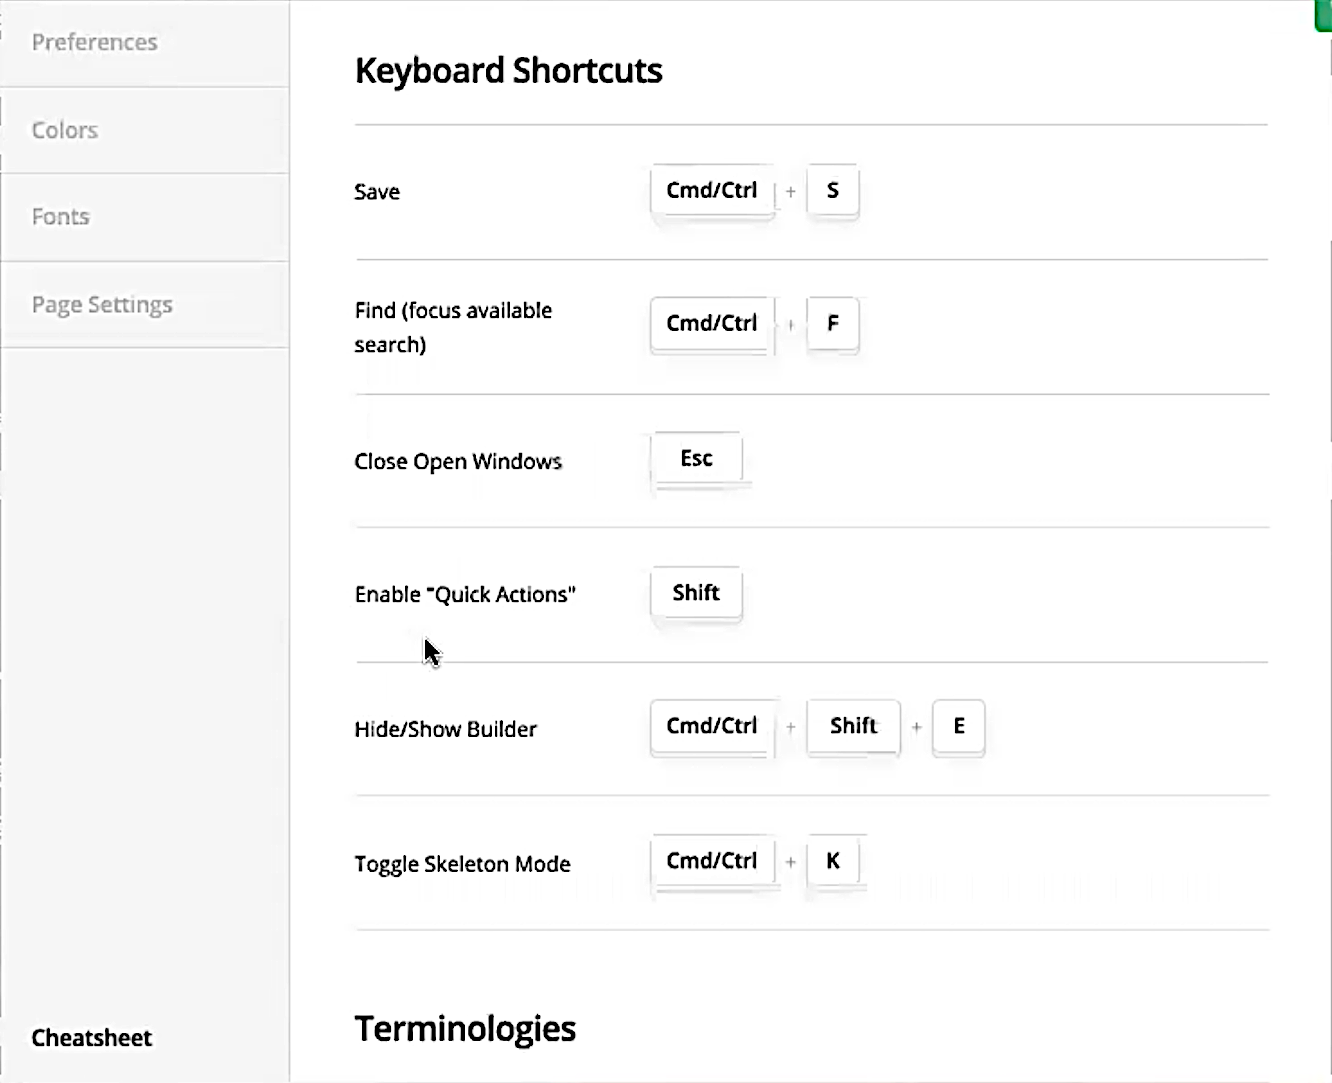 Preferences
Colors
Fonts
Page Settings
Cheatsheet
Keyboard Shortcuts
Save Cmd/Ctrl + S
Find (focus available
search) Cmd/Ctrl + F
Close Open Windows Esc
Enable "Quick Actions" Shift
Hide/Show Builder Cmd/Ctrl + Shift + E
Toggle Skeleton Mode Cmd/Ctrl + K
Terminologies